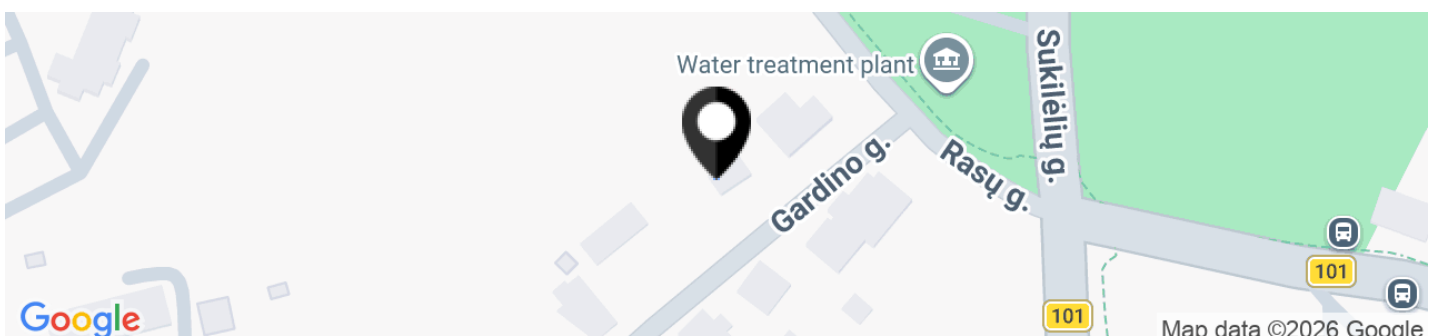 Water treatment plant
Sukilėlių g.
Gardino g.
Rasų g.
101
101
Google
Map data ©2026 Google